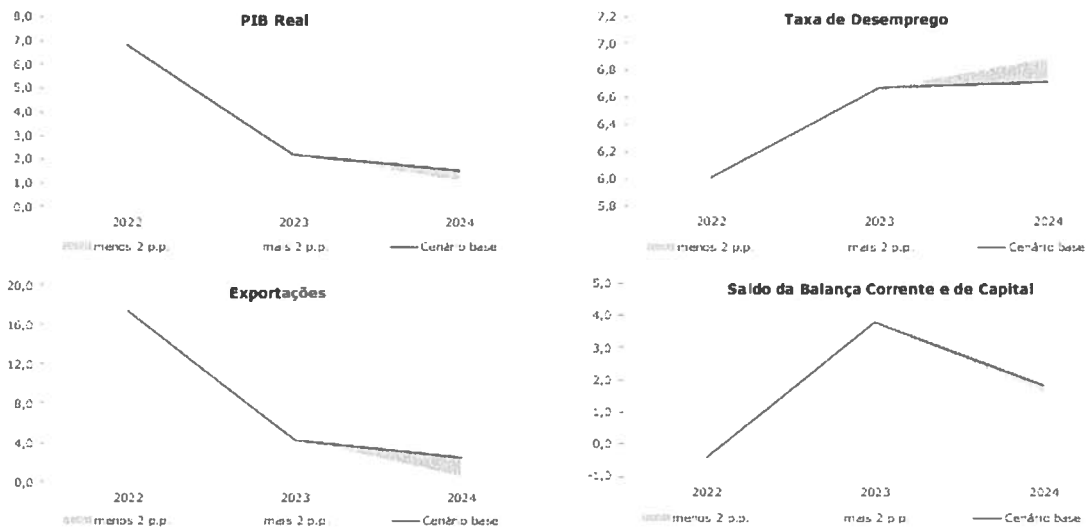 PIB Real
8,0
7,0
6,0
5,0
4,0
3,0
2,0
1,0
0,0
2022 2023 2024
menos 2 p.p. mais 2 p.p. Cenário base
Taxa de Desemprego
7,2
7,0
6,8
6,6
6,4
6,2
6,0
5,8
2022 2023 2024
menos 2 p.p. mais 2 p.p. Cenário base
Exportações
20,0
16,0
12,0
8,0
4,0
0,0
2022 2023 2024
menos 2 p.p. mais 2 p.p. Cenário base
Saldo da Balança Corrente e de Capital
5,0
4,0
3,0
2,0
1,0
0,0
-1,0
2022 2023 2024
menos 2 p.p. mais 2 p.p Cenário base